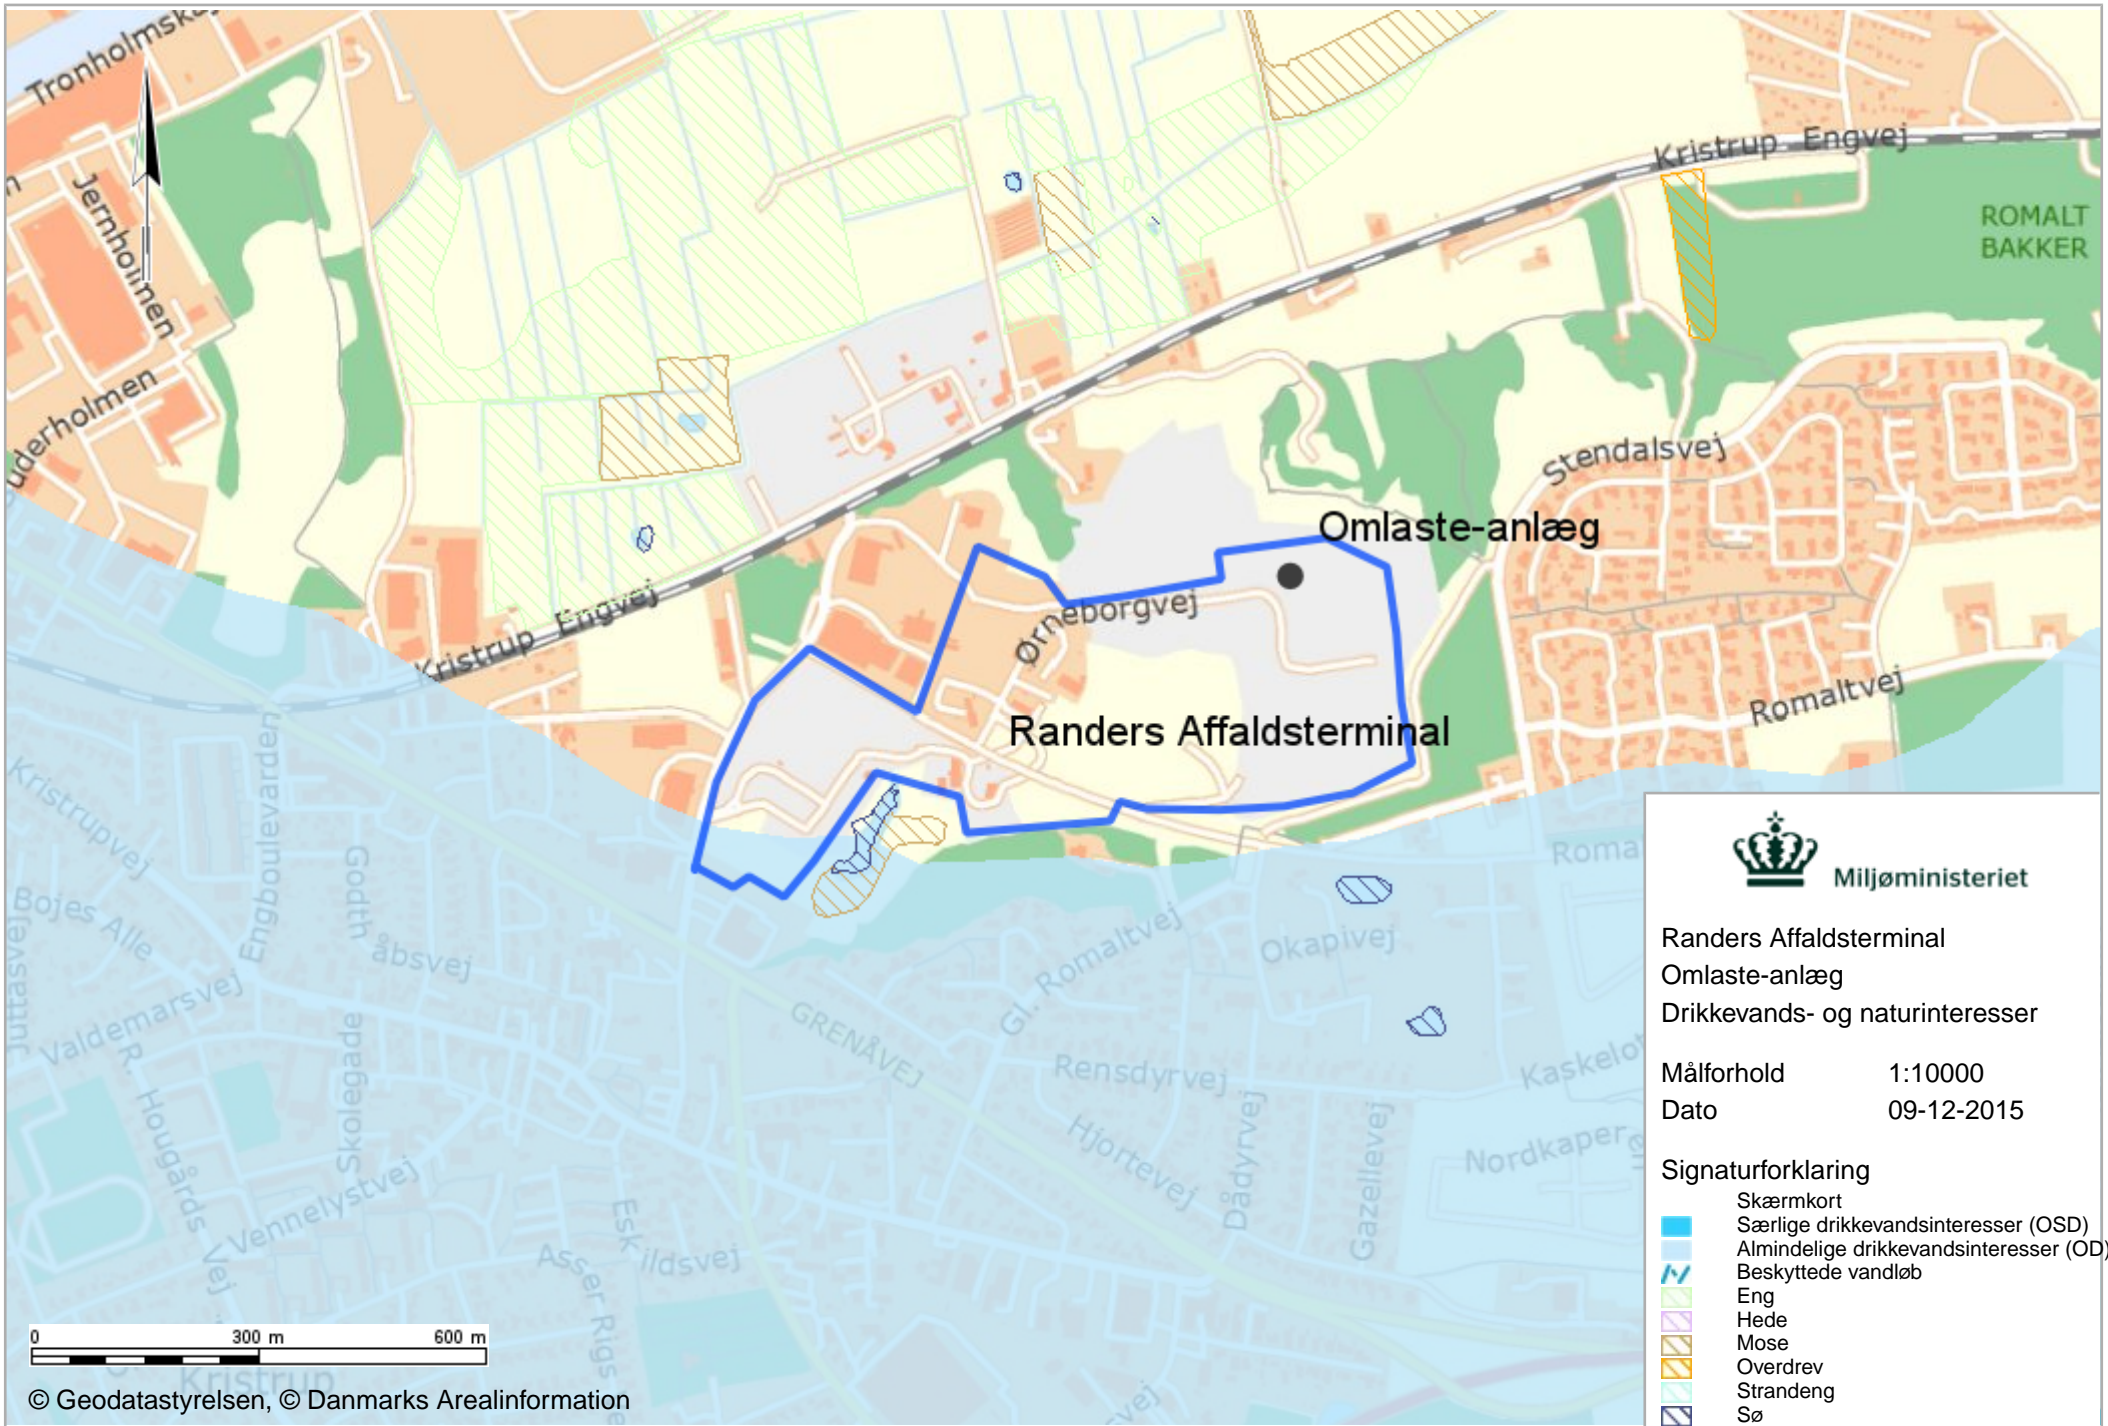 Tronholmskaj
Jernholmen
Kristrup Engvej
ROMALT
BAKKER
uderholmen
Stendalsvej
Omlaste-anlæg
Kristrup Engvej
Ørneborgvej
Romaltvej
Randers Affaldsterminal
Kristrupvej
Engboulevarden
Godthåbsvej
Bojes Alle
Juttasvej
Valdemarsvej
Gl. Romaltvej
Okapivej
GRENÅVEJ
Skolegade
R. Hougårds Vej
Rensdyrvej
Hjortevej
Dådyrvej
Gazellevej
Nordkaper
Vennelystvej
Eskildsvej
Asser Rigs
Kristrup
Miljøministeriet
Randers Affaldsterminal
Omlaste-anlæg
Drikkevands- og naturinteresser
Målforhold 1:10000
Dato 09-12-2015
Signaturforklaring
Skærmkort
Særlige drikkevandsinteresser (OSD)
Almindelige drikkevandsinteresser (OD)
Beskyttede vandløb
Eng
Hede
Mose
Overdrev
Strandeng
Sø
0 300 m 600 m
© Geodatastyrelsen, © Danmarks Arealinformation